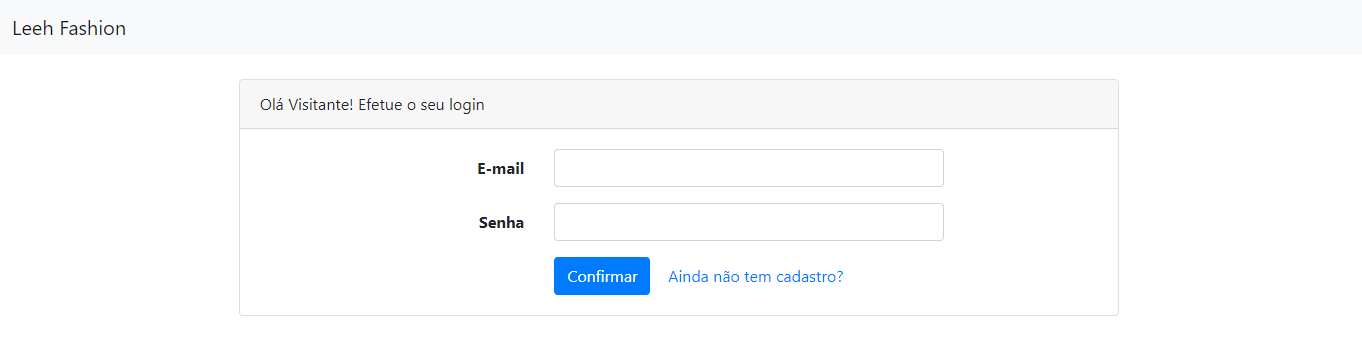 Leeh Fashion
Olá Visitante! Efetue o seu login
E-mail
Senha
Confirmar Ainda não tem cadastro?